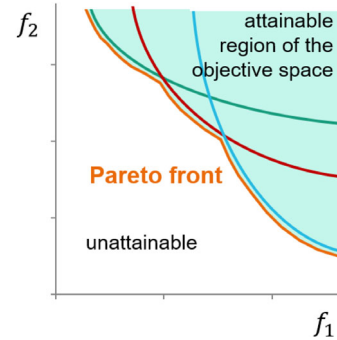 f₂
attainable
region of the
objective space
Pareto front
unattainable
f₁